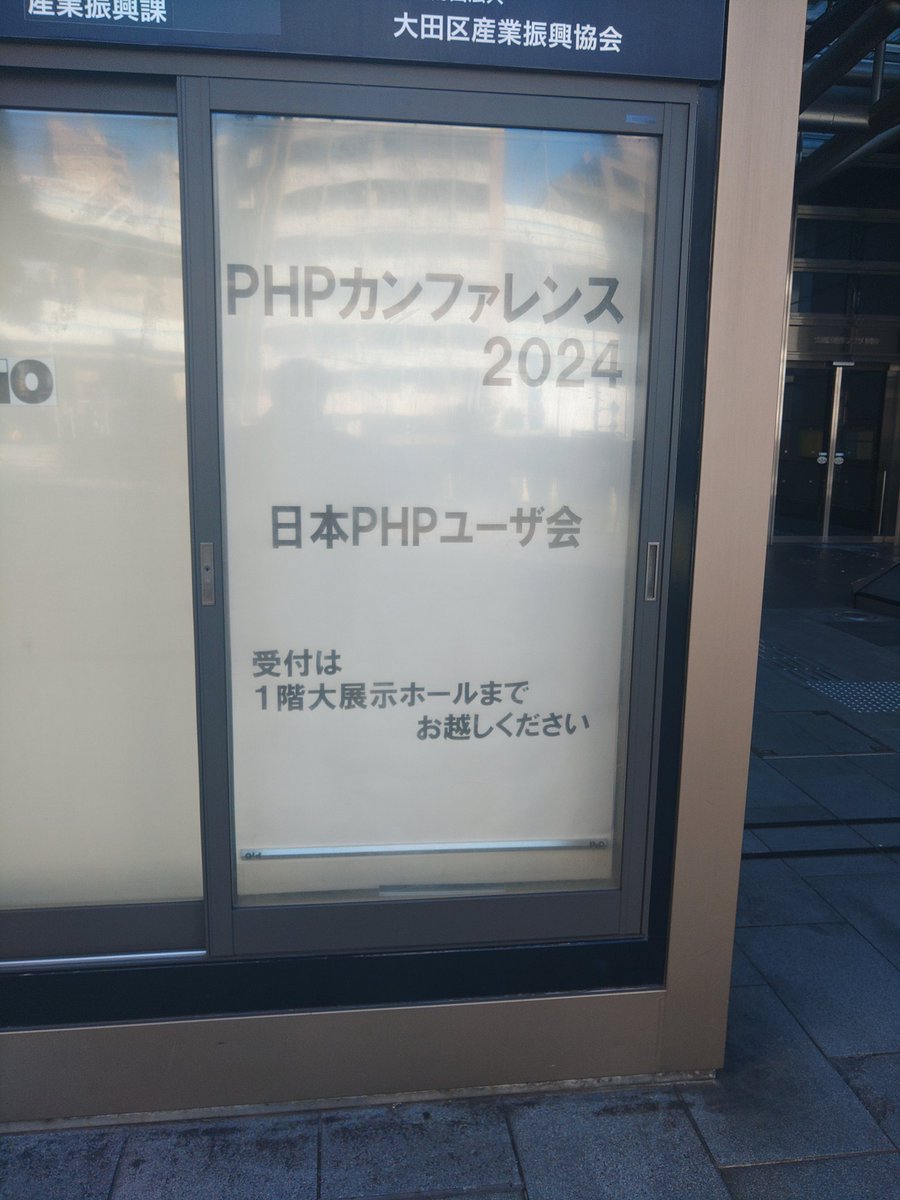 産業振興課
大田区産業振興協会
PHPカンファレンス
2024
日本PHPユーザ会
受付は
1階大展示ホールまで
お越しください